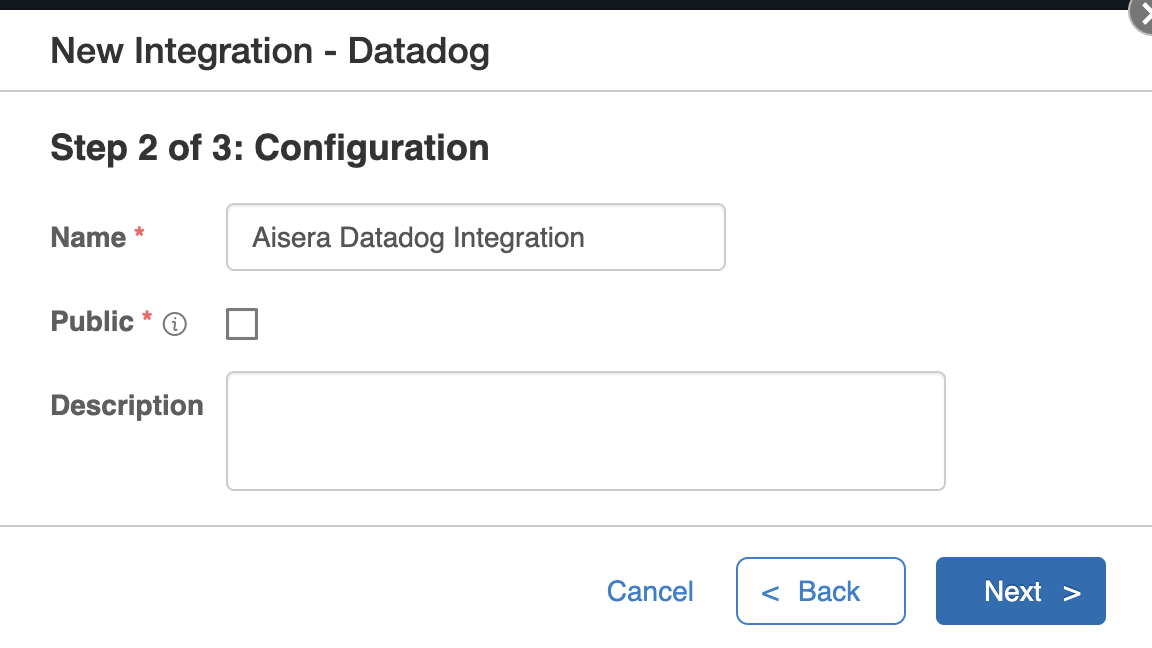 New Integration - Datadog
Step 2 of 3: Configuration
Name *
Aisera Datadog Integration
Public *
Description
Cancel
< Back
Next >